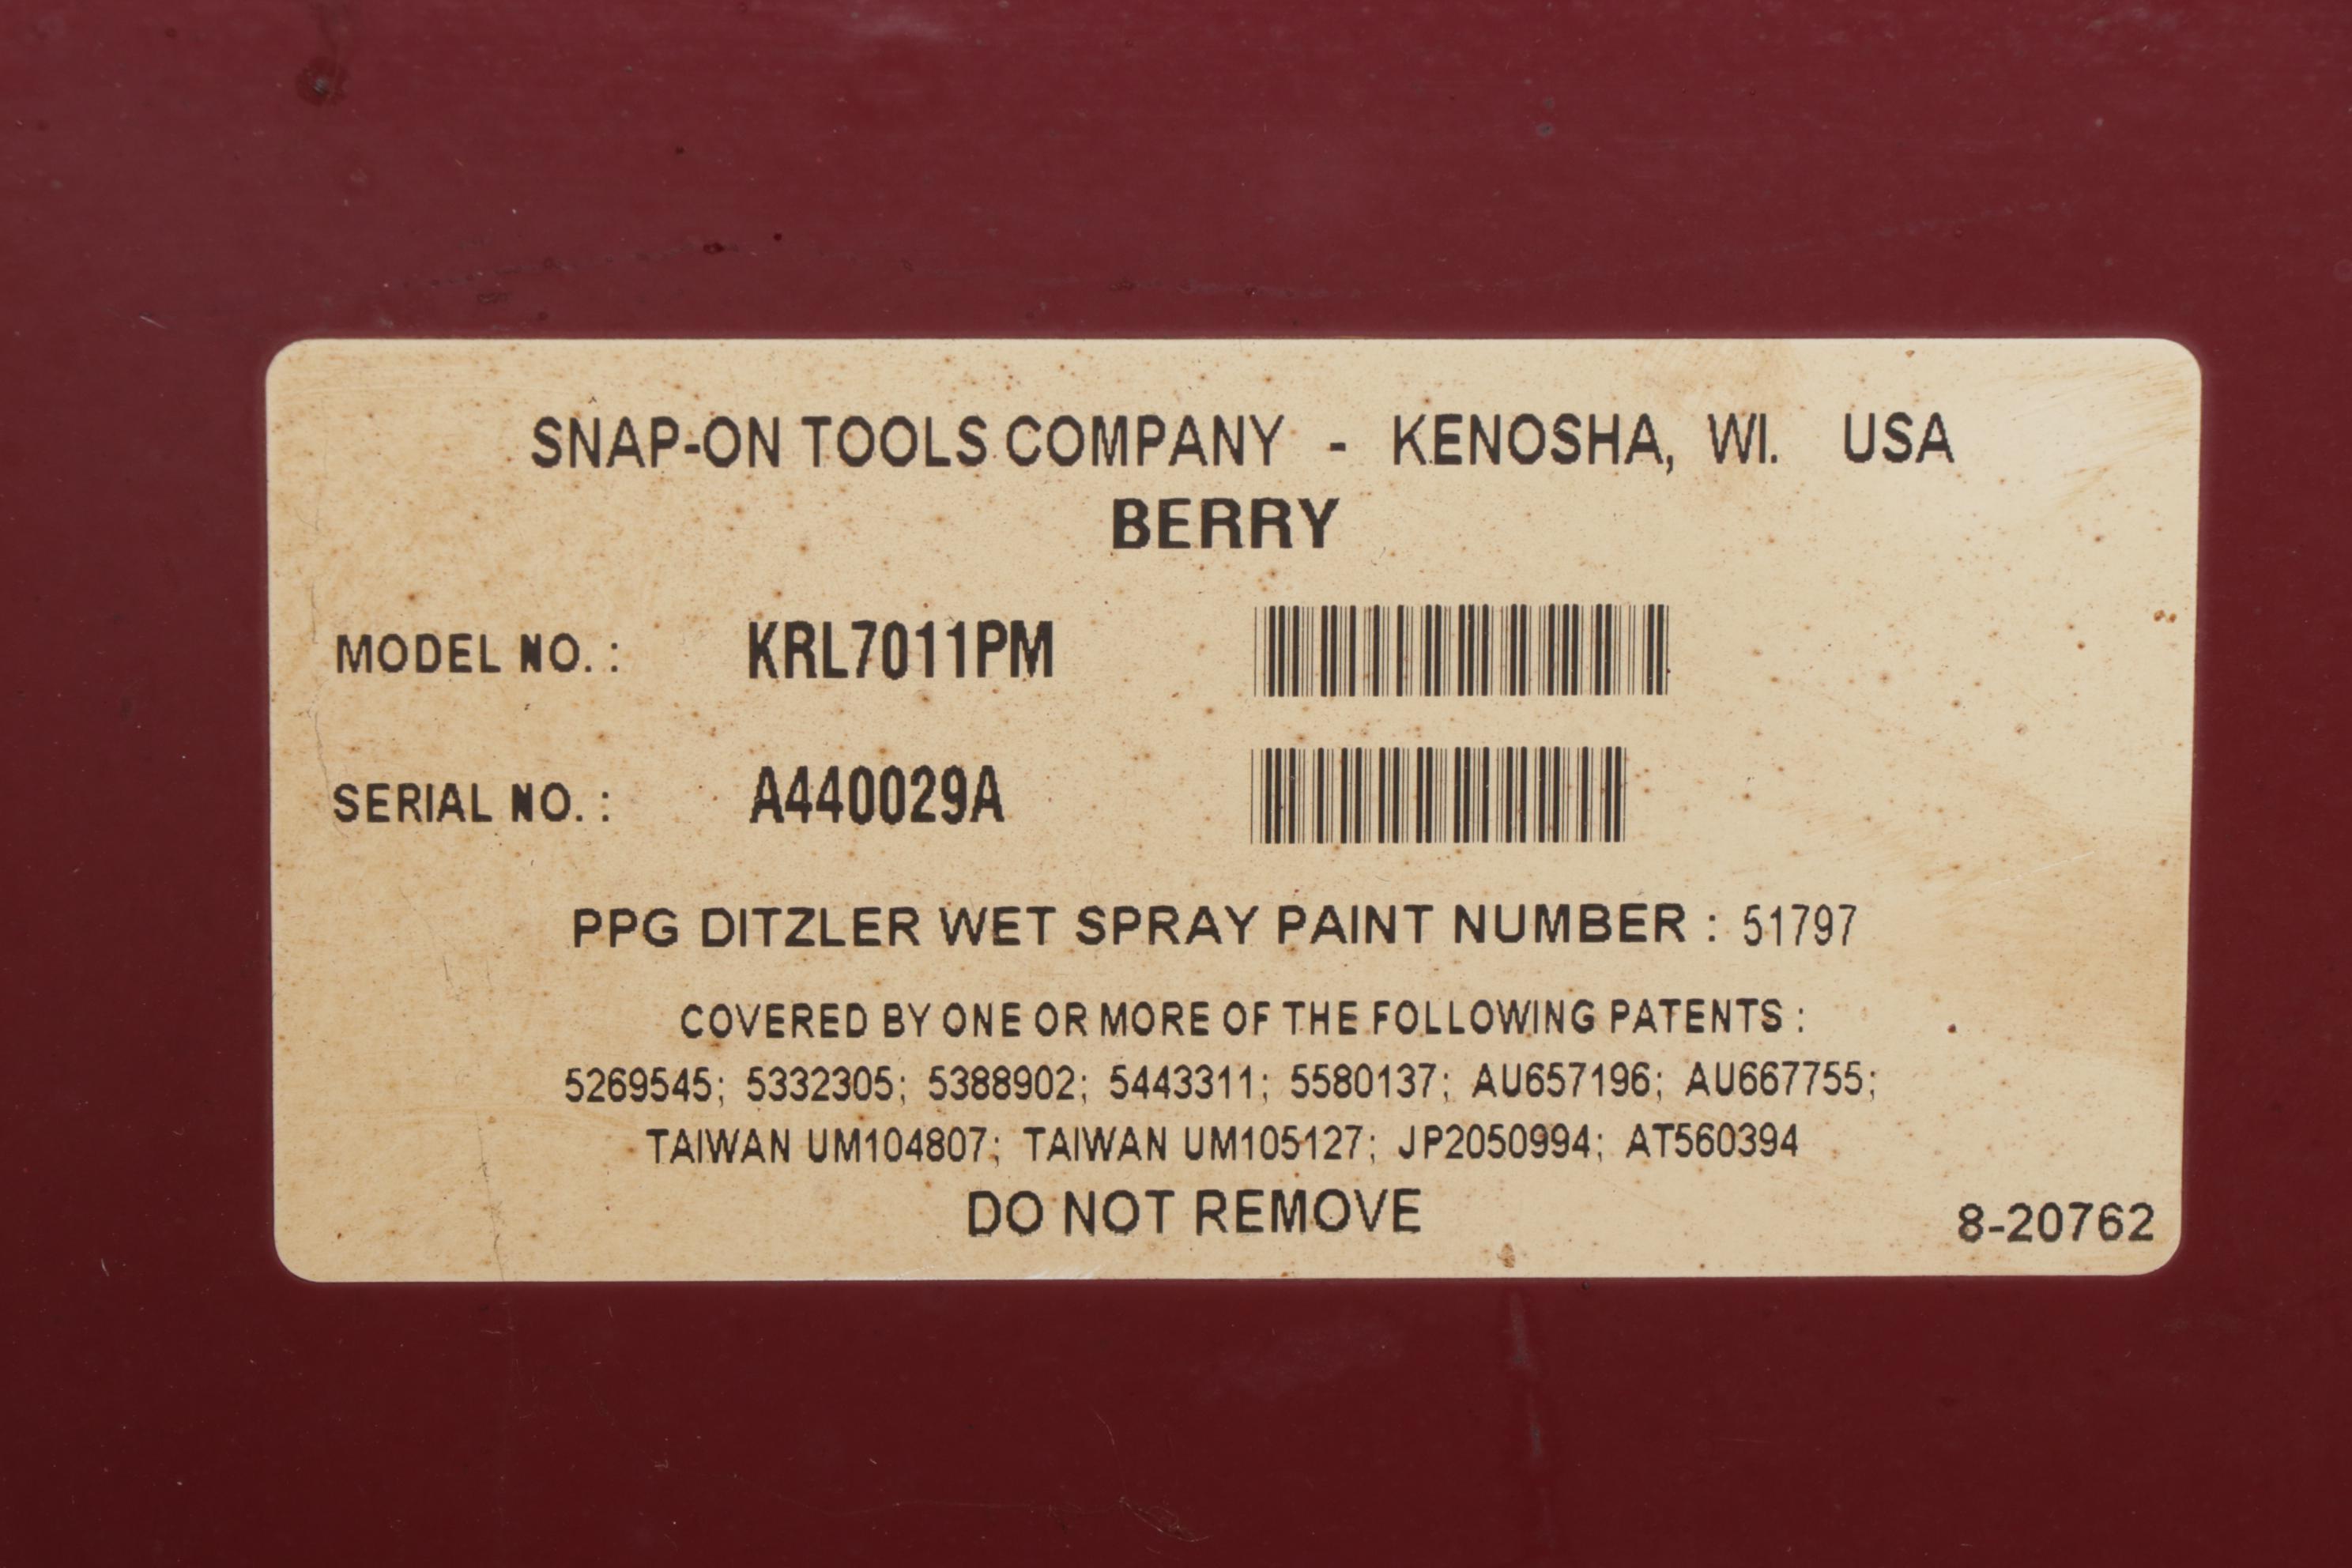 SNAP-ON TOOLS COMPANY - KENOSHA, WI. USA
BERRY
MODEL NO. : KRL7011PM
SERIAL NO. : A440029A
PPG DITZLER WET SPRAY PAINT NUMBER : 51797
COVERED BY ONE OR MORE OF THE FOLLOWING PATENTS :
5269545; 5332305; 5388902; 5443311; 5580137; AU657196; AU667755;
TAIWAN UM104807; TAIWAN UM105127; JP2050994; AT560394
DO NOT REMOVE
8-20762